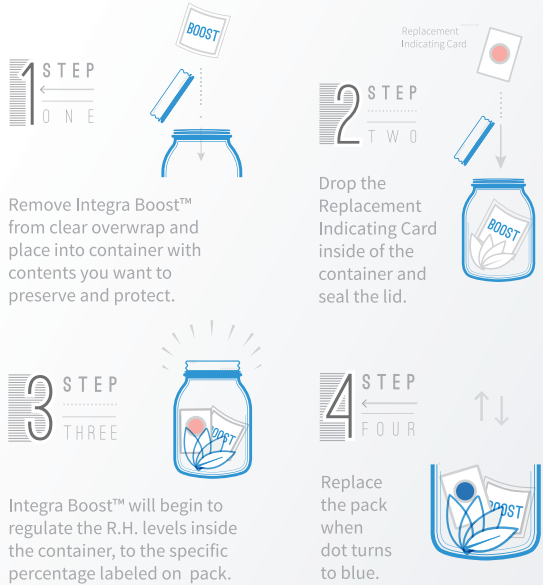 BOOST
1 STEP
ONE
Remove Integra Boost™
from clear overwrap and
place into container with
contents you want to
preserve and protect.
Replacement
Indicating Card
2 STEP
TWO
BOOST
Drop the
Replacement
Indicating Card
inside of the
container and
seal the lid.
3 STEP
THREE
BOOST
Integra Boost™ will begin to
regulate the R.H. levels inside
the container, to the specific
percentage labeled on pack.
4 STEP
FOUR
BOOST
Replace
the pack
when
dot turns
to blue.